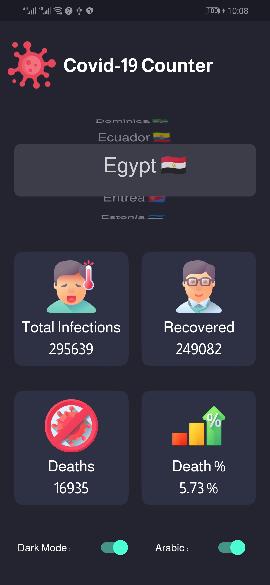 10:08
Covid-19 Counter
Dominica 🇩🇲
Ecuador 🇪🇨
Egypt 🇪🇬
Eritrea 🇪🇷
Estonia 🇪🇪
Total Infections
295639
Recovered
249082
%
Deaths
16935
Death %
5.73 %
Dark Mode :
Arabic :